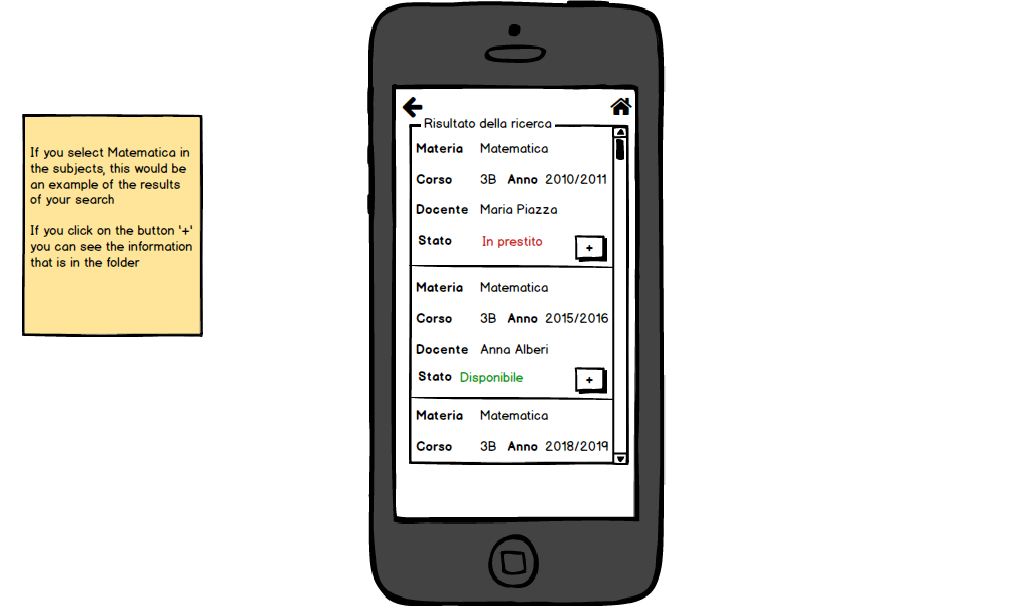 If you select Matematica in
the subjects, this would be
an example of the results
of your search
If you click on the button '+'
you can see the information
that is in the folder
Risultato della ricerca
Materia Matematica
Corso 3B Anno 2010/2011
Docente Maria Piazza
Stato In prestito +
Materia Matematica
Corso 3B Anno 2015/2016
Docente Anna Alberi
Stato Disponibile +
Materia Matematica
Corso 3B Anno 2018/2019